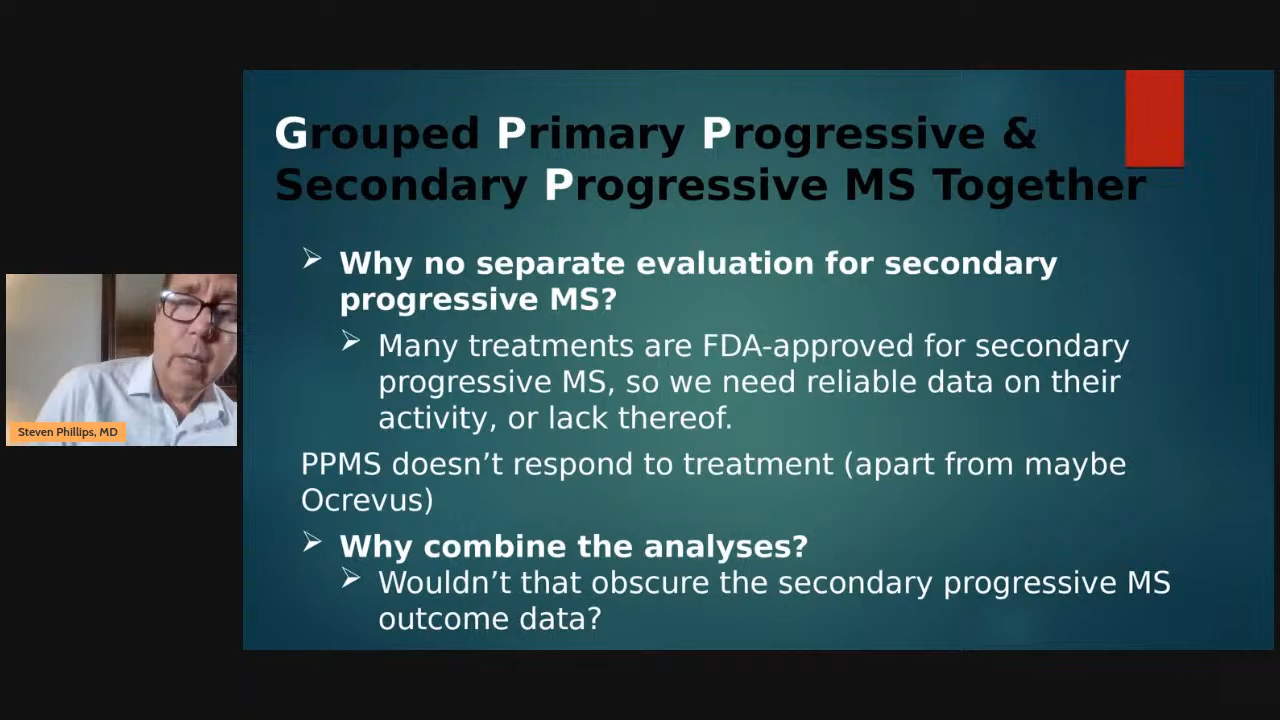 Grouped Primary Progressive &
Secondary Progressive MS Together
➢ Why no separate evaluation for secondary
progressive MS?
➢ Many treatments are FDA-approved for secondary
progressive MS, so we need reliable data on their
activity, or lack thereof.
PPMS doesn’t respond to treatment (apart from maybe
Ocrevus)
➢ Why combine the analyses?
➢ Wouldn’t that obscure the secondary progressive MS
outcome data?
Steven Phillips, MD